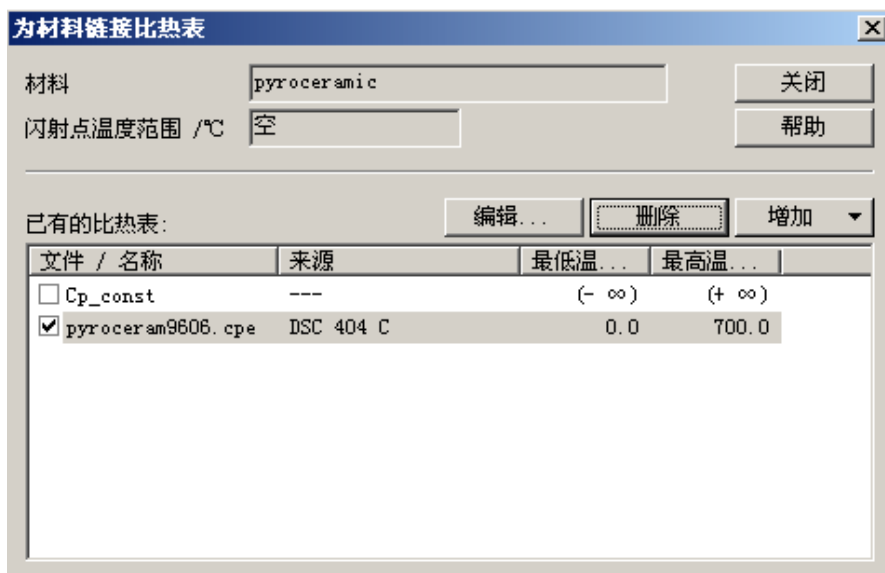 为材料链接比热表
材料 pyroceramic 关闭
闪射点温度范围 /℃ 空 帮助
已有的比热表: 编辑... 删除 增加
文件 / 名称 来源 最低温... 最高温...
Cp_const --- (- ∞) (+ ∞)
pyroceram9606.cpe DSC 404 C 0.0 700.0